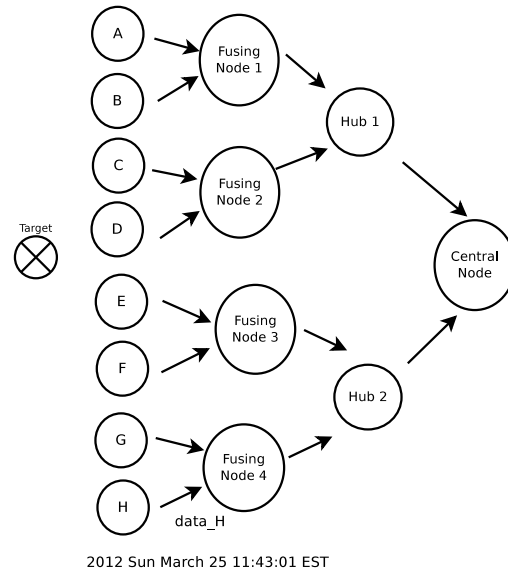 A
Fusing
Node 1
B
Hub 1
C
Fusing
Node 2
D
Target
Central
Node
E
Fusing
Node 3
F
Hub 2
G
Fusing
Node 4
H
data_H
2012 Sun March 25 11:43:01 EST